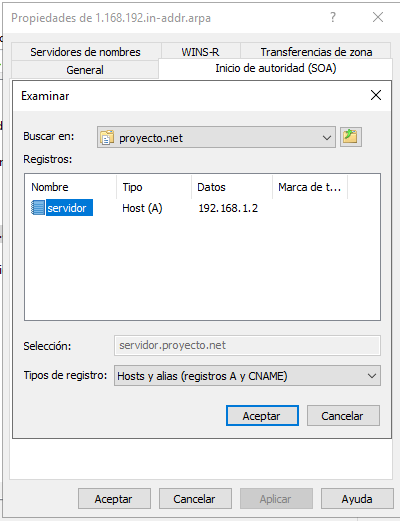 Propiedades de 1.168.192.in-addr.arpa ? ×
Servidores de nombres WINS-R Transferencias de zona
General Inicio de autoridad (SOA)
Examinar ×
Buscar en: proyecto.net
Registros:
Nombre Tipo Datos Marca de t...
servidor Host (A) 192.168.1.2
Selección: servidor.proyecto.net
Tipos de registro: Hosts y alias (registros A y CNAME)
Aceptar Cancelar
Aceptar Cancelar Aplicar Ayuda